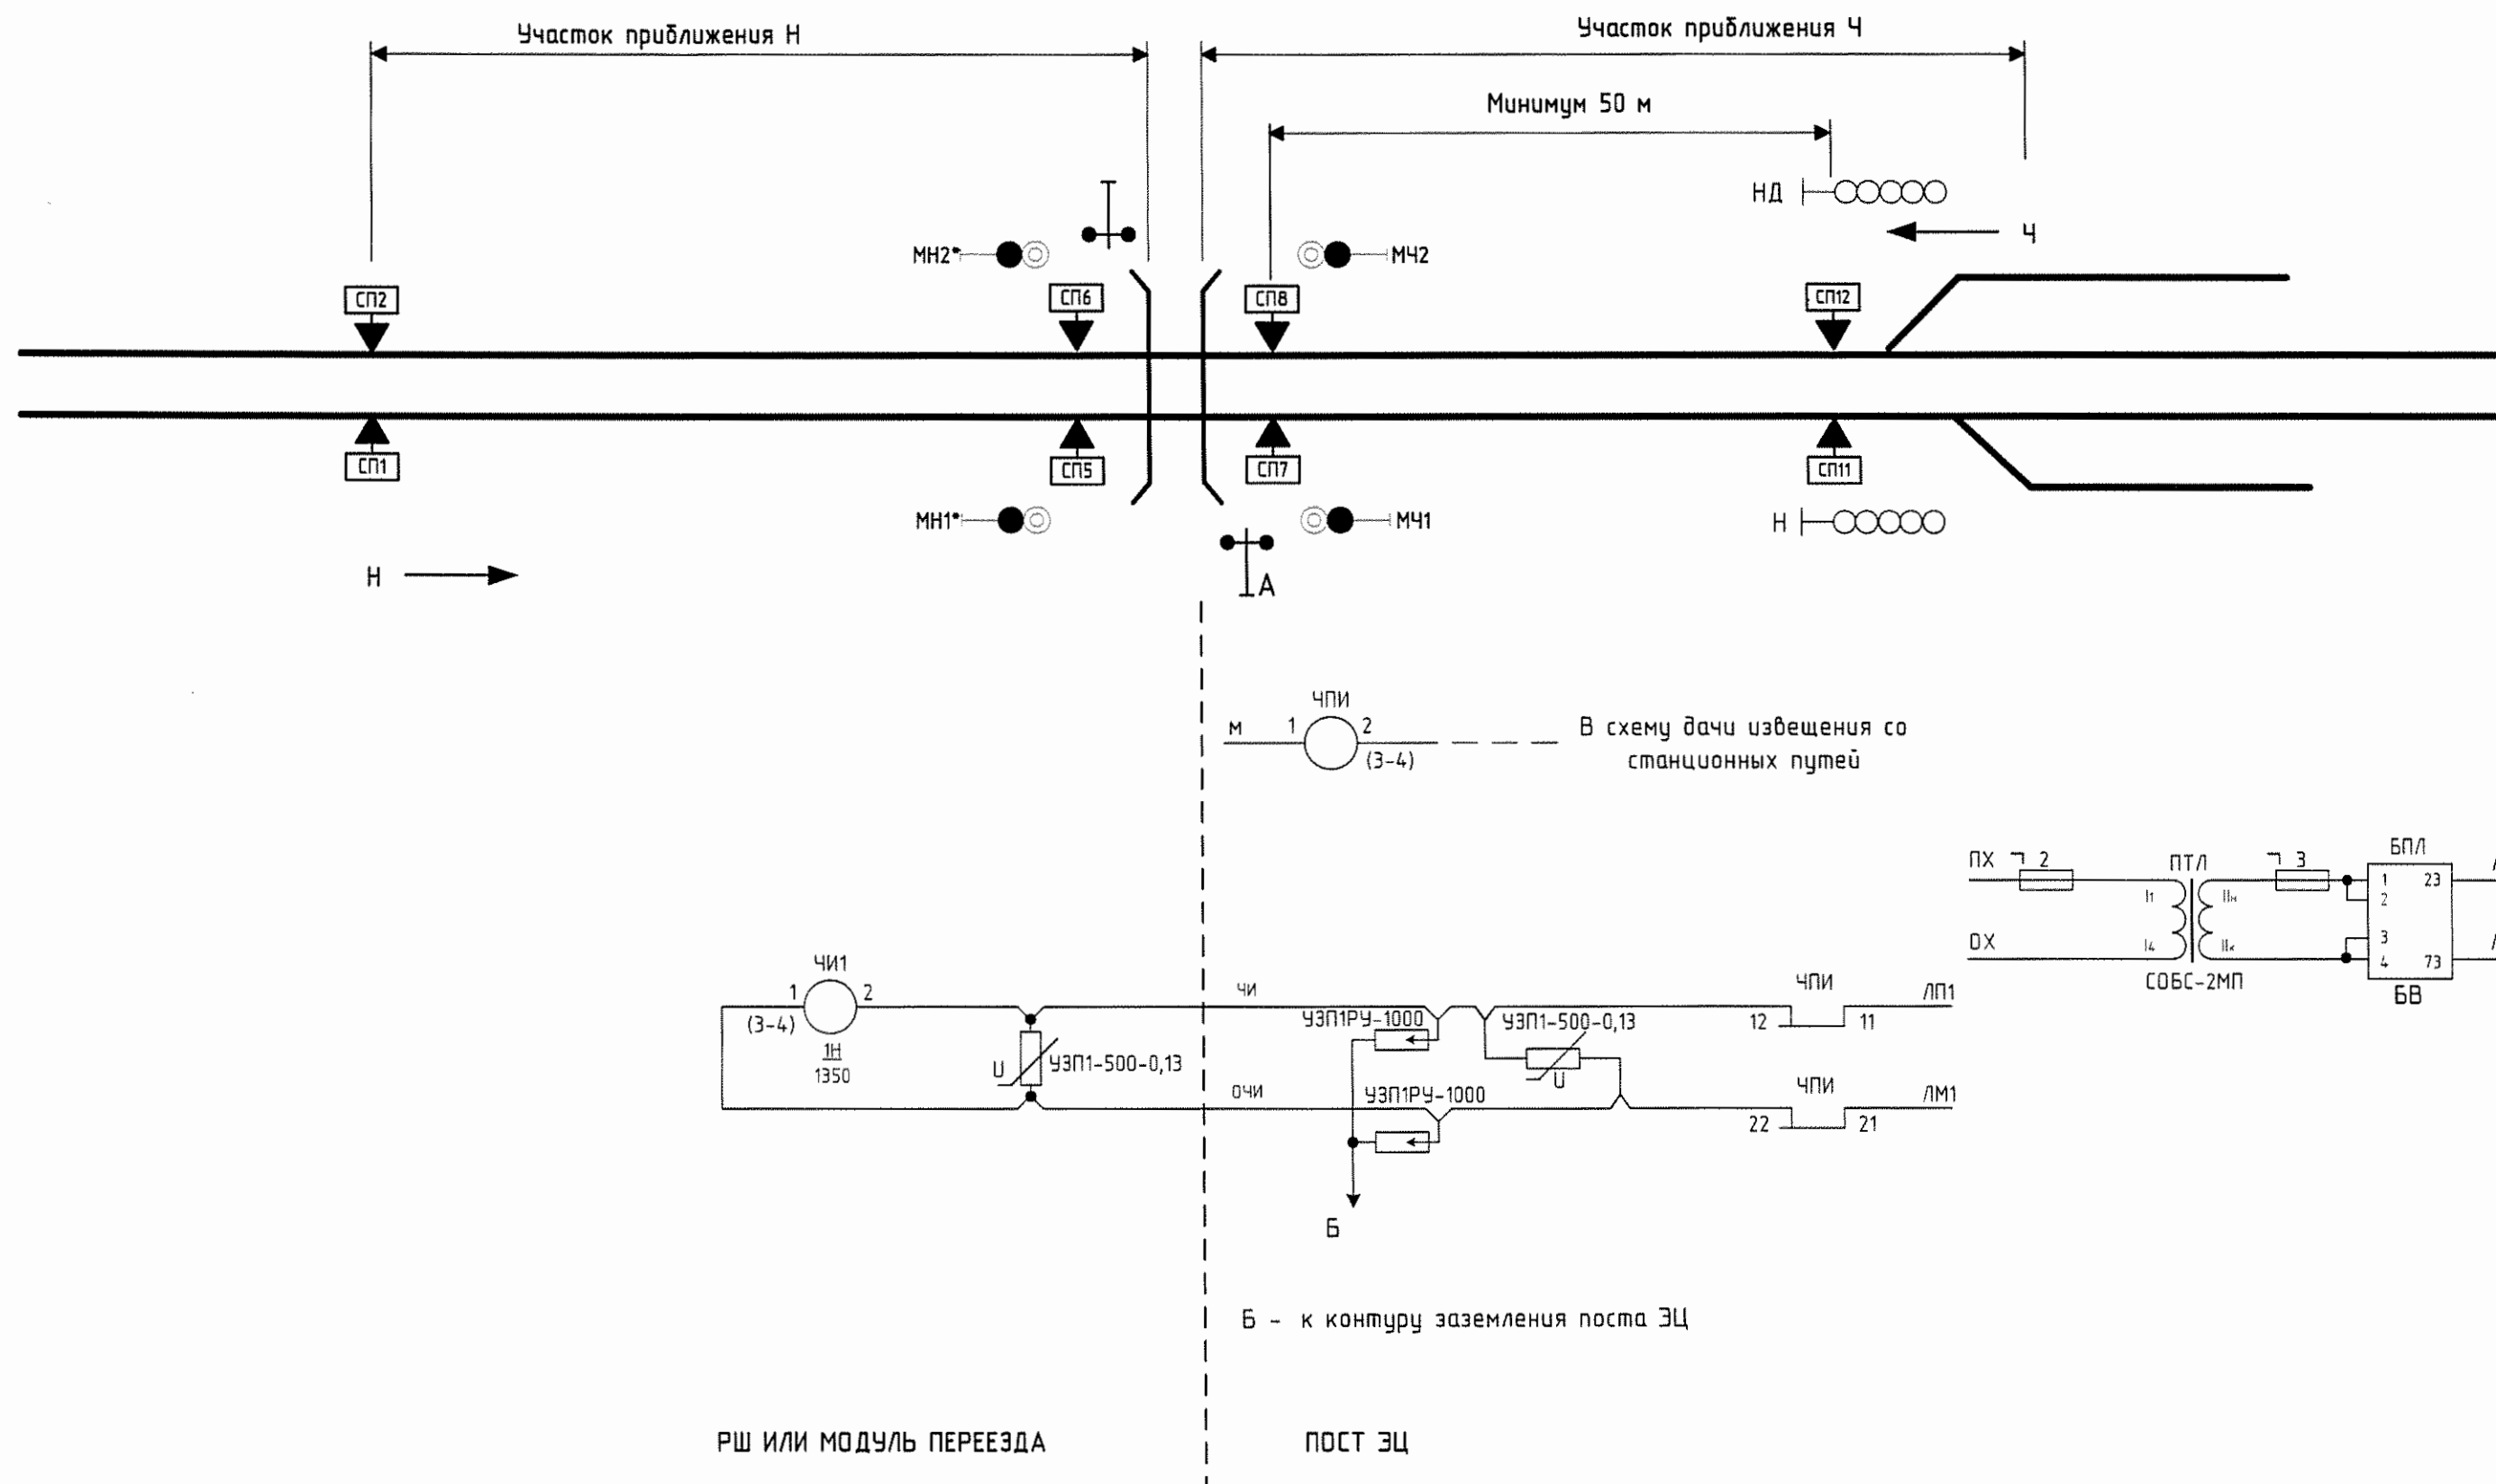 Участок приближения Н
Участок приближения Ч
Минимум 50 м
НД
Ч
МН2*
МЧ2
СП2
СП6
СП8
СП12
СП1
СП5
СП7
СП11
МН1*
МЧ1
Н
Н
А
ЧПИ
М 1 2
(3-4)
В схему дачи извещения со
станционных путей
ПХ 2 ПТЛ 3 БПЛ
1 23
I1 IIн 2
ОХ I4 IIк 3
4 73
СОБС-2МП
БВ
ЧИ1
1 2
(3-4)
1Н
1350
U УЗП1-500-0,13
ЧИ
УЗП1РУ-1000
УЗП1-500-0,13
U
ЧПИ
ЛП1
12 11
ОЧИ
УЗП1РУ-1000
ЧПИ
ЛМ1
22 21
Б
Б - к контуру заземления поста ЭЦ
РШ ИЛИ МОДУЛЬ ПЕРЕЕЗДА
ПОСТ ЭЦ